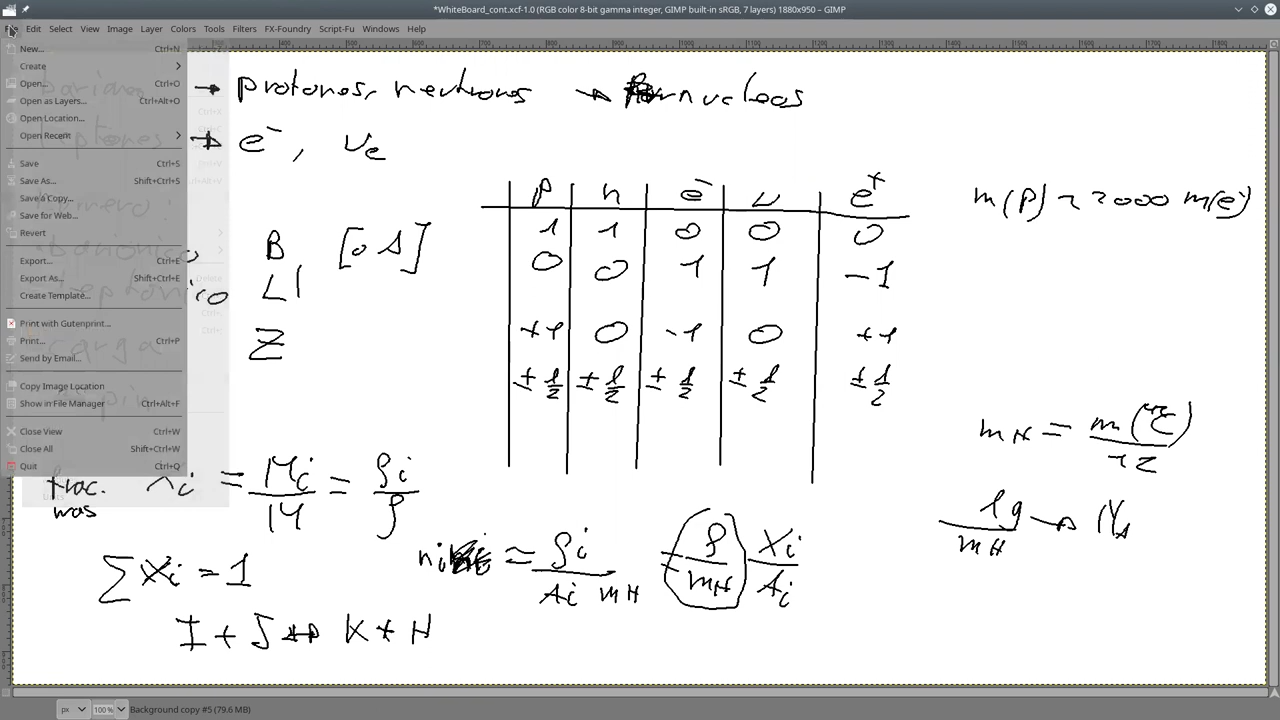 *WhiteBoard_cont.xcf-1.0 (RGB color 8-bit gamma integer, GIMP built-in sRGB, 7 layers) 1880x950 – GIMP
File Edit Select View Image Layer Colors Tools Filters FX-Foundry Script-Fu Windows Help
New... Ctrl+N
Create
Open... Ctrl+O
Open as Layers... Ctrl+Alt+O
Open Location...
Open Recent
Save Ctrl+S
Save As... Shift+Ctrl+S
Save a Copy...
Save for Web...
Revert
Export... Ctrl+E
Export As... Shift+Ctrl+E
Create Template...
Print with Gutenprint...
Print... Ctrl+P
Send by Email...
Copy Image Location
Show in File Manager Ctrl+Alt+F
Close View Ctrl+W
Close All Shift+Ctrl+W
Quit Ctrl+Q
→ protones, neutrones → nucleos
leptones → e⁻, νe
número:
bariónico B [o A]
leptónico L
carga Z
espín
p n e⁻ ν e⁺
1 1 0 0 0
0 0 1 1 -1
+1 0 -1 0 +1
± 1/2 ± 1/2 ± 1/2 ± 1/2 ± 1/2
m(p) ~ 2000 m(e⁻)
mH = m(¹²C)/12
1g/mH → NA
frac. Xi = Mi/M = ρi/ρ
mas
ΣXi = 1
ni ≈ ρi/(Ai mH) = (ρ/mH) Xi/Ai
I + J ↔ K + H
px 100 % Background copy #5 (79.6 MB)